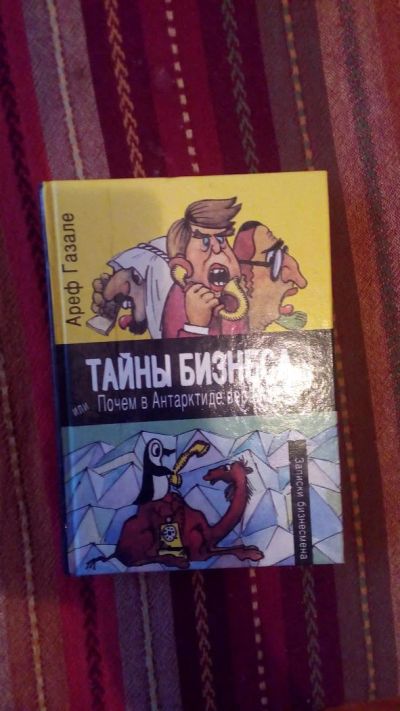 Ареф Газале
ТАЙНЫ БИЗНЕСА
или
Почем в Антарктиде
Записки бизнесмена